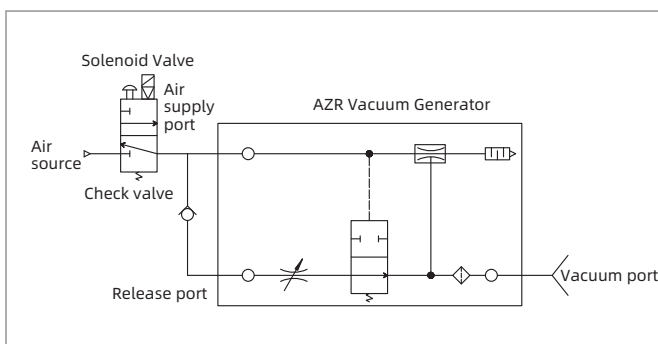 Solenoid Valve
Air
supply
port
AZR Vacuum Generator
Air
source
Check valve
Release port
Vacuum port